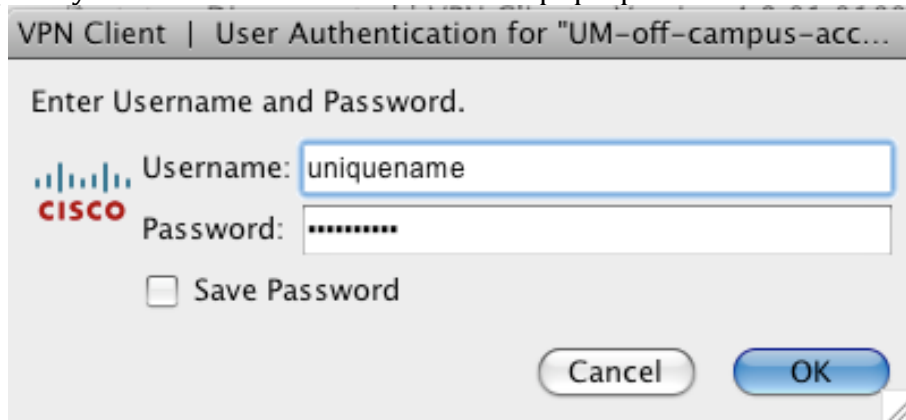 VPN Client | User Authentication for "UM-off-campus-acc...
Enter Username and Password.
Username: uniquename
CISCO
Password: ••••••••••
Save Password
Cancel OK